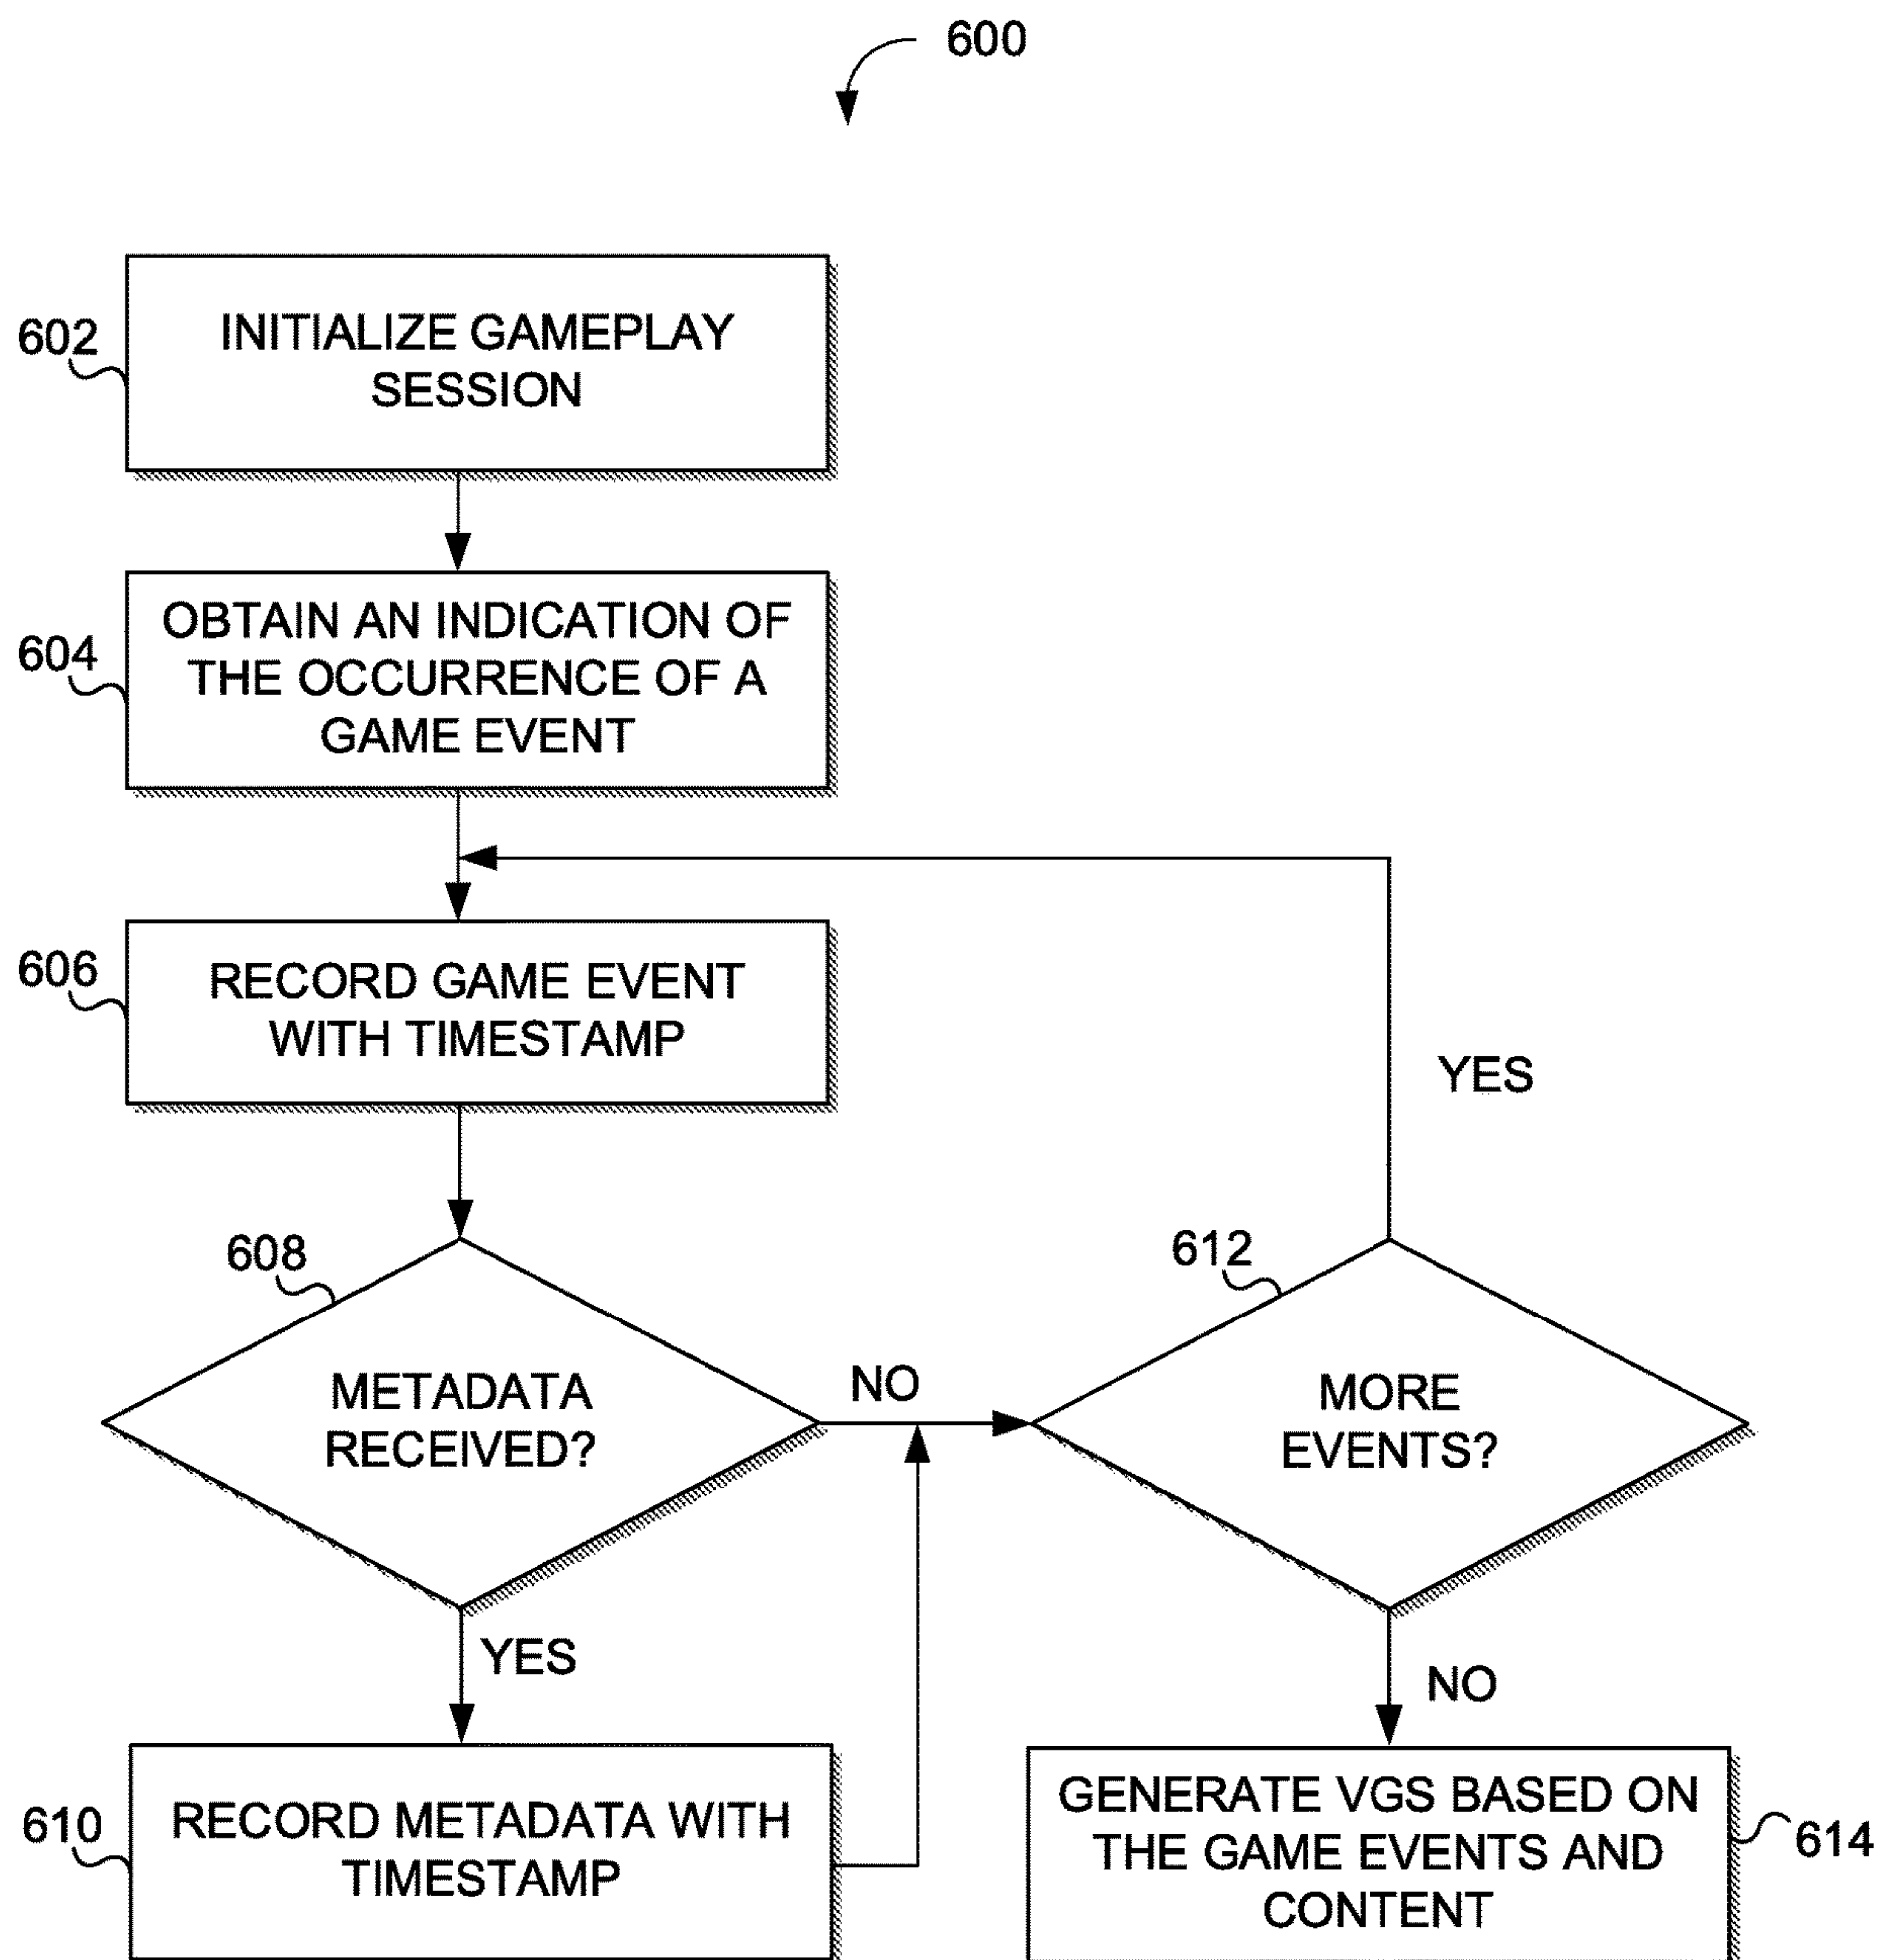 600
602
INITIALIZE GAMEPLAY
SESSION
604
OBTAIN AN INDICATION OF
THE OCCURRENCE OF A
GAME EVENT
606
RECORD GAME EVENT
WITH TIMESTAMP
YES
608
METADATA
RECEIVED?
NO
612
MORE
EVENTS?
YES
NO
610
RECORD METADATA WITH
TIMESTAMP
GENERATE VGS BASED ON
THE GAME EVENTS AND
CONTENT
614